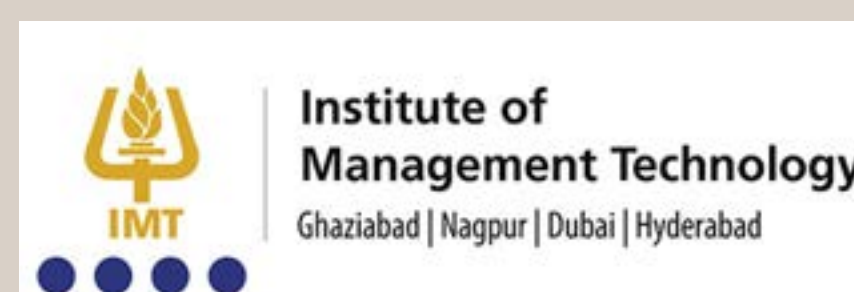 IMT
Institute of
Management Technology
Ghaziabad | Nagpur | Dubai | Hyderabad